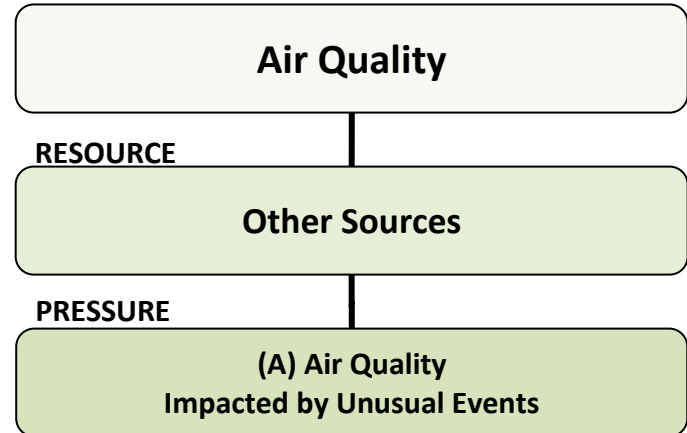 Air Quality
RESOURCE
Other Sources
PRESSURE
(A) Air Quality
Impacted by Unusual Events